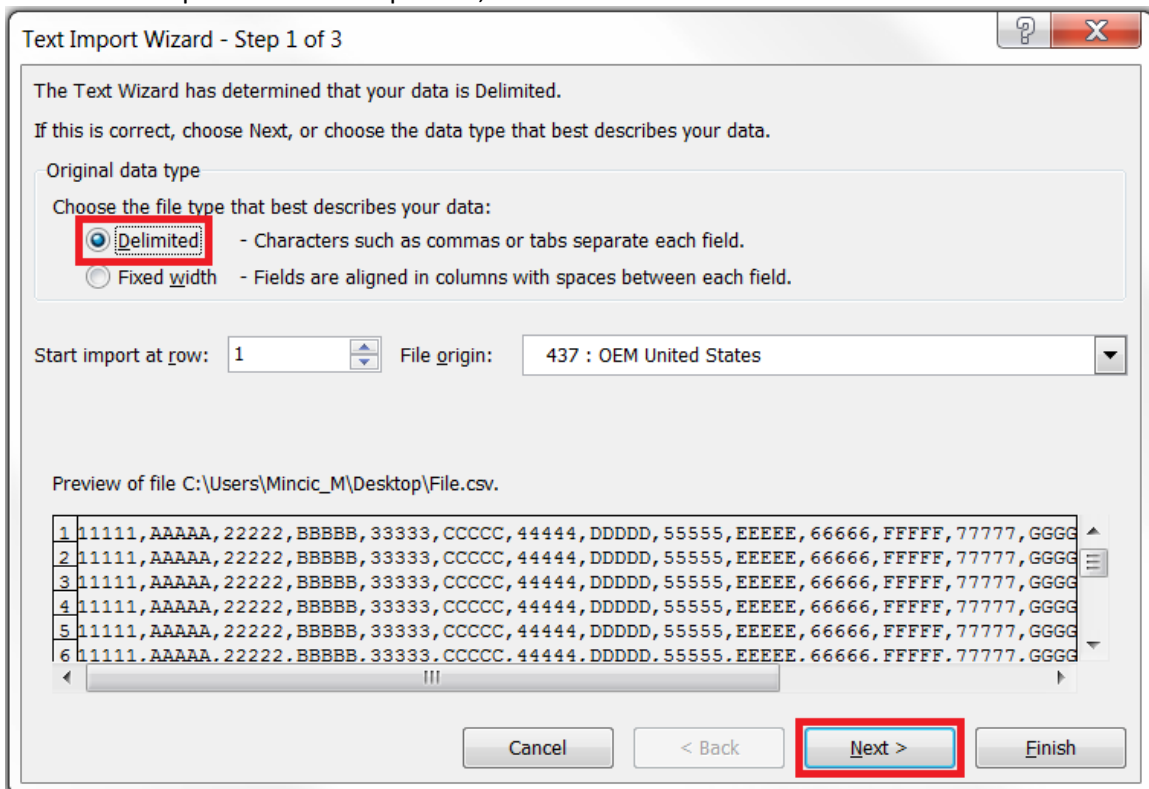 Text Import Wizard - Step 1 of 3
The Text Wizard has determined that your data is Delimited.
If this is correct, choose Next, or choose the data type that best describes your data.
Original data type
Choose the file type that best describes your data:
Delimited - Characters such as commas or tabs separate each field.
Fixed width - Fields are aligned in columns with spaces between each field.
Start import at row: 1 File origin: 437 : OEM United States
Preview of file C:\Users\Mincic_M\Desktop\File.csv.
1 11111,AAAAA,22222,BBBBB,33333,CCCCC,44444,DDDDD,55555,EEEEE,66666,FFFFF,77777,GGGG
2 11111,AAAAA,22222,BBBBB,33333,CCCCC,44444,DDDDD,55555,EEEEE,66666,FFFFF,77777,GGGG
3 11111,AAAAA,22222,BBBBB,33333,CCCCC,44444,DDDDD,55555,EEEEE,66666,FFFFF,77777,GGGG
4 11111,AAAAA,22222,BBBBB,33333,CCCCC,44444,DDDDD,55555,EEEEE,66666,FFFFF,77777,GGGG
5 11111,AAAAA,22222,BBBBB,33333,CCCCC,44444,DDDDD,55555,EEEEE,66666,FFFFF,77777,GGGG
6 11111,AAAAA,22222,BBBBB,33333,CCCCC,44444,DDDDD,55555,EEEEE,66666,FFFFF,77777,GGGG
Cancel < Back Next > Finish